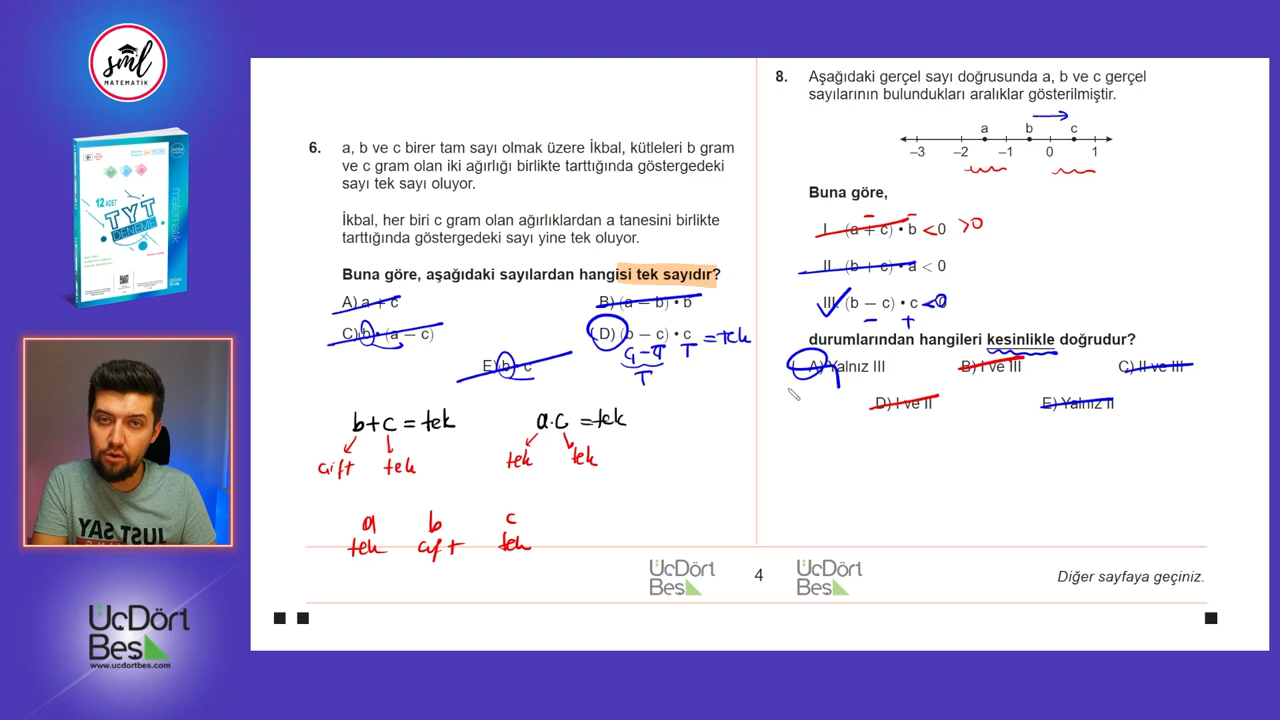 sml
MATEMATİK
12 ADET
TYT
DENEME
matematik
ÜçDört
Beş
www.ucdortbes.com
6. a, b ve c birer tam sayı olmak üzere İkbal, kütleleri b gram
ve c gram olan iki ağırlığı birlikte tarttığında göstergedeki
sayı tek sayı oluyor.
İkbal, her biri c gram olan ağırlıklardan a tanesini birlikte
tarttığında göstergedeki sayı yine tek oluyor.
Buna göre, aşağıdaki sayılardan hangisi tek sayıdır?
A) a + c B) (a – b) • b
C) b • (a – c) D) (b – c) • c = tek
Ç – T T
T
E) b • c
b+c = tek a.c = tek
çift tek tek tek
a b c
tek çift tek
8. Aşağıdaki gerçel sayı doğrusunda a, b ve c gerçel
sayılarının bulundukları aralıklar gösterilmiştir.
a b c
–3 –2 –1 0 1
Buna göre,
– –
I. (a + c) • b < 0 >0
II. (b + c) • a < 0
III. (b – c) • c < 0
– +
durumlarından hangileri kesinlikle doğrudur?
A) Yalnız III B) I ve III C) II ve III
D) I ve II E) Yalnız II
ÜçDört
Beş
4
ÜçDört
Beş
Diğer sayfaya geçiniz.